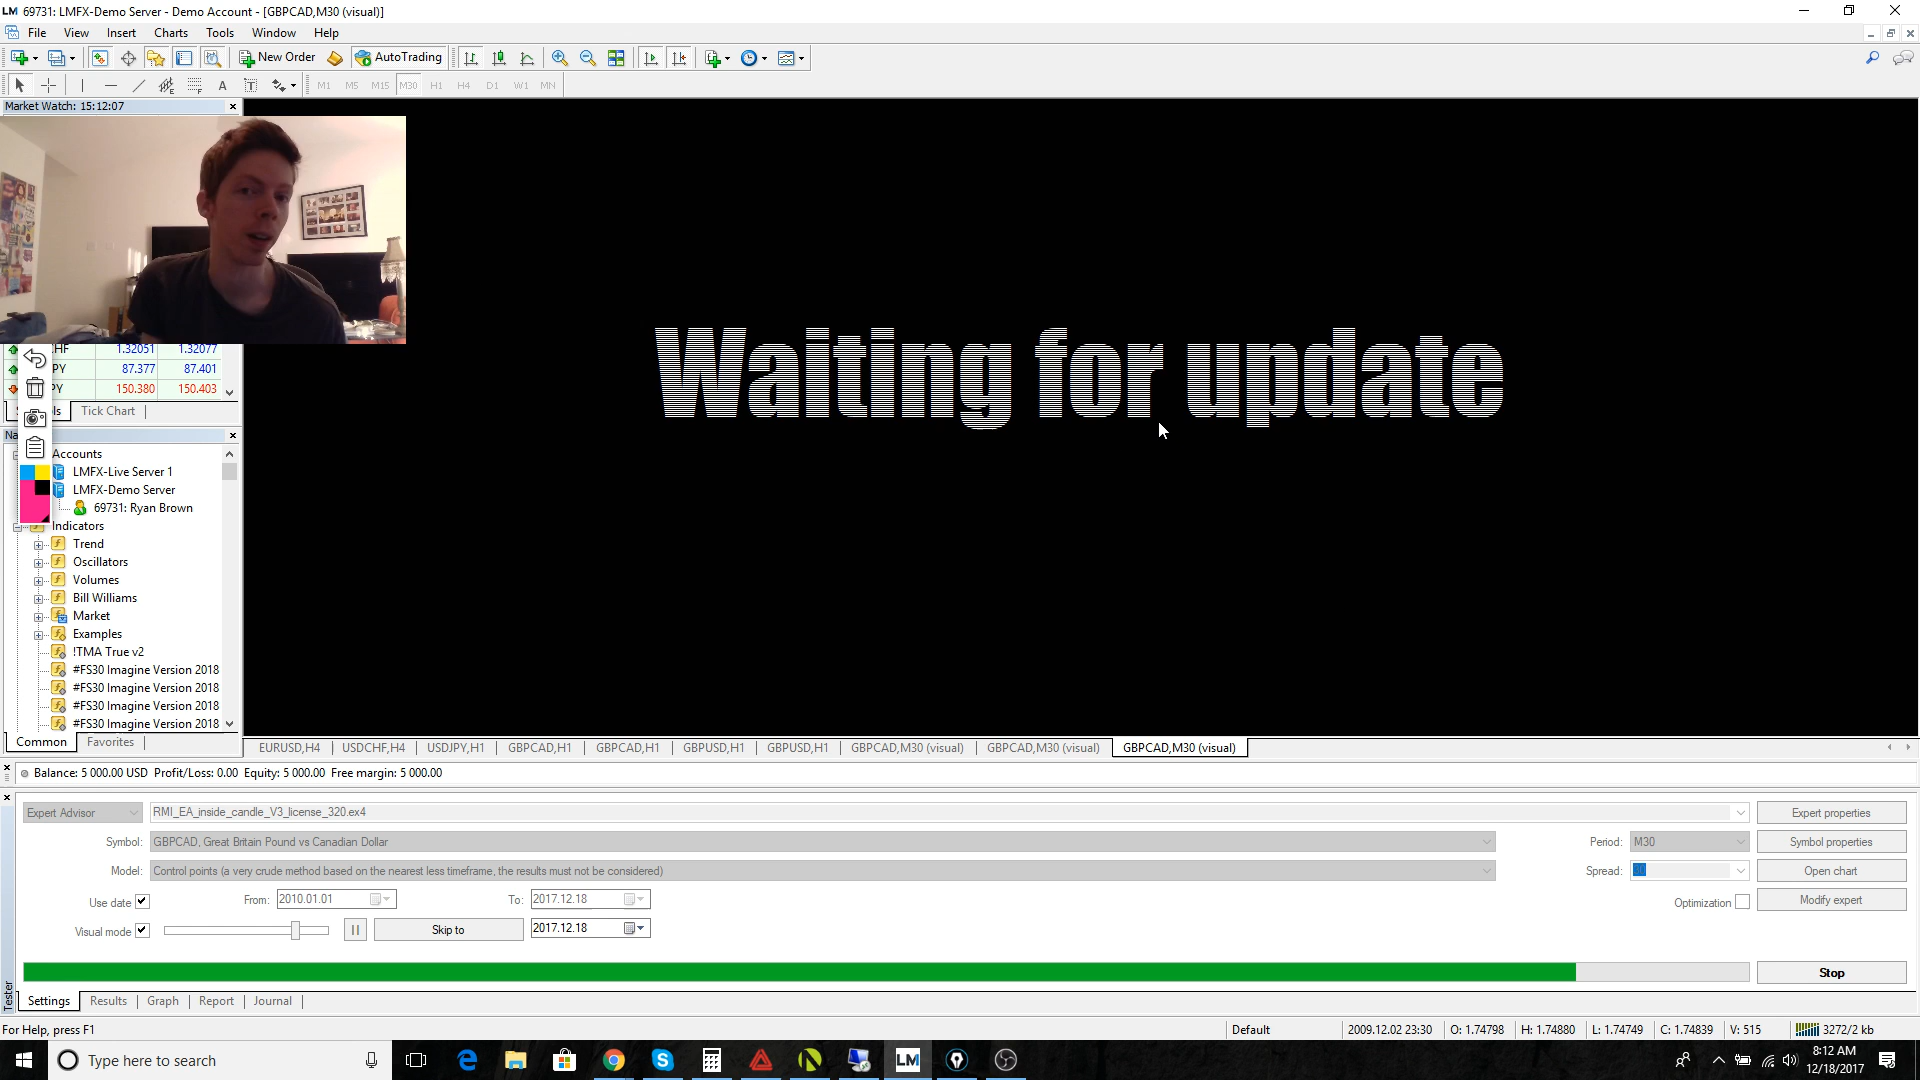 LM 69731: LMFX-Demo Server - Demo Account - [GBPCAD,M30 (visual)]
File View Insert Charts Tools Window Help
New Order AutoTrading
A T M1 M5 M15 M30 H1 H4 D1 W1 MN
Market Watch: 15:12:07
Waiting for update
HF 1.32051 1.32077
PY 87.377 87.401
PY 150.380 150.403
ls Tick Chart
Na
Accounts
LMFX-Live Server 1
LMFX-Demo Server
69731: Ryan Brown
Indicators
Trend
Oscillators
Volumes
Bill Williams
Market
Examples
!TMA True v2
#FS30 Imagine Version 2018
#FS30 Imagine Version 2018
#FS30 Imagine Version 2018
#FS30 Imagine Version 2018
Common Favorites
EURUSD,H4 USDCHF,H4 USDJPY,H1 GBPCAD,H1 GBPCAD,H1 GBPUSD,H1 GBPUSD,H1 GBPCAD,M30 (visual) GBPCAD,M30 (visual) GBPCAD,M30 (visual)
Balance: 5 000.00 USD Profit/Loss: 0.00 Equity: 5 000.00 Free margin: 5 000.00
Expert Advisor RMI_EA_inside_candle_V3_license_320.ex4 Expert properties
Symbol: GBPCAD, Great Britain Pound vs Canadian Dollar Period: M30 Symbol properties
Model: Control points (a very crude method based on the nearest less timeframe, the results must not be considered) Spread: Open chart
Use date From: 2010.01.01 To: 2017.12.18 Optimization Modify expert
Visual mode Skip to 2017.12.18
Stop
Tester
Settings Results Graph Report Journal
For Help, press F1 Default 2009.12.02 23:30 O: 1.74798 H: 1.74880 L: 1.74749 C: 1.74839 V: 515 3272/2 kb
Type here to search LM 8:12 AM
12/18/2017